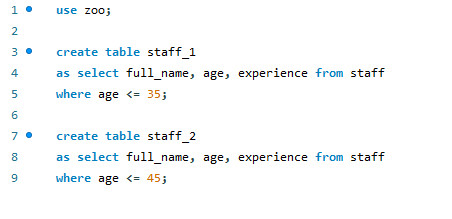 1 use zoo;
2
3 create table staff_1
4 as select full_name, age, experience from staff
5 where age <= 35;
6
7 create table staff_2
8 as select full_name, age, experience from staff
9 where age <= 45;